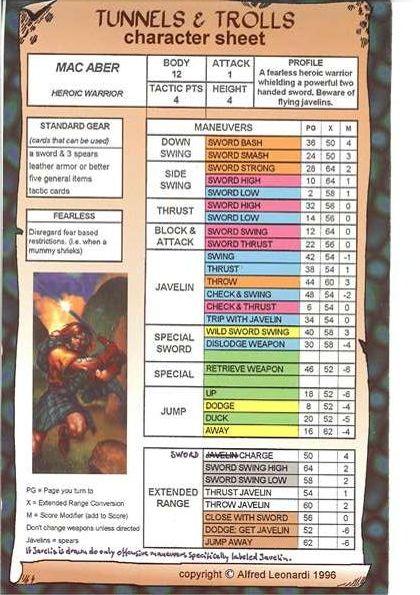 TUNNELS & TROLLS
character sheet
MAC ABER
HEROIC WARRIOR
BODY
12
ATTACK
1
TACTIC PTS
4
HEIGHT
4
PROFILE
A fearless heroic warrior
whielding a powerful two
handed sword. Beware of
flying javelins.
STANDARD GEAR
(cards that can be used)
a sword & 3 spears
leather armor or better
five general items
tactic cards
FEARLESS
Disregard fear based
restrictions. (i.e. when a
mummy shrieks)
MANEUVERS PG X M
DOWN SWING
SWORD BASH 36 50 4
SWORD SMASH 24 50 3
SIDE SWING
SWORD STRONG 28 64 2
SWORD HIGH 10 64 1
SWORD LOW 2 58 1
THRUST
SWORD HIGH 32 56 0
SWORD LOW 14 56 0
BLOCK & ATTACK
SWORD SWING 12 64 0
SWORD THRUST 22 56 0
JAVELIN
SWING 42 54 -1
THRUST 38 54 1
THROW 44 60 3
CHECK & SWING 48 54 -2
CHECK & THRUST 6 54 0
TRIP WITH JAVELIN 34 54 0
SPECIAL SWORD
WILD SWORD SWING 40 58 3
DISLODGE WEAPON 30 58 -4
SPECIAL
RETRIEVE WEAPON 46 52 -6
JUMP
UP 18 52 -6
DODGE 8 52 -4
DUCK 20 52 -5
AWAY 16 62 -4
EXTENDED RANGE
SWORD JAVELIN CHARGE 50 4
SWORD SWING HIGH 64 2
SWORD SWING LOW 58 2
THRUST JAVELIN 54 1
THROW JAVELIN 60 2
CLOSE WITH SWORD 56 0
DODGE: GET JAVELIN 52 -6
JUMP AWAY 62 -6
PG = Page you turn to
X = Extended Range Conversion
M = Score Modifier (add to Score)
Don't change weapons unless directed
Javelins = spears
If Javelin is drawn do only offensive maneuvers specifically labeled Javelin.
copyright © Alfred Leonardi 1996